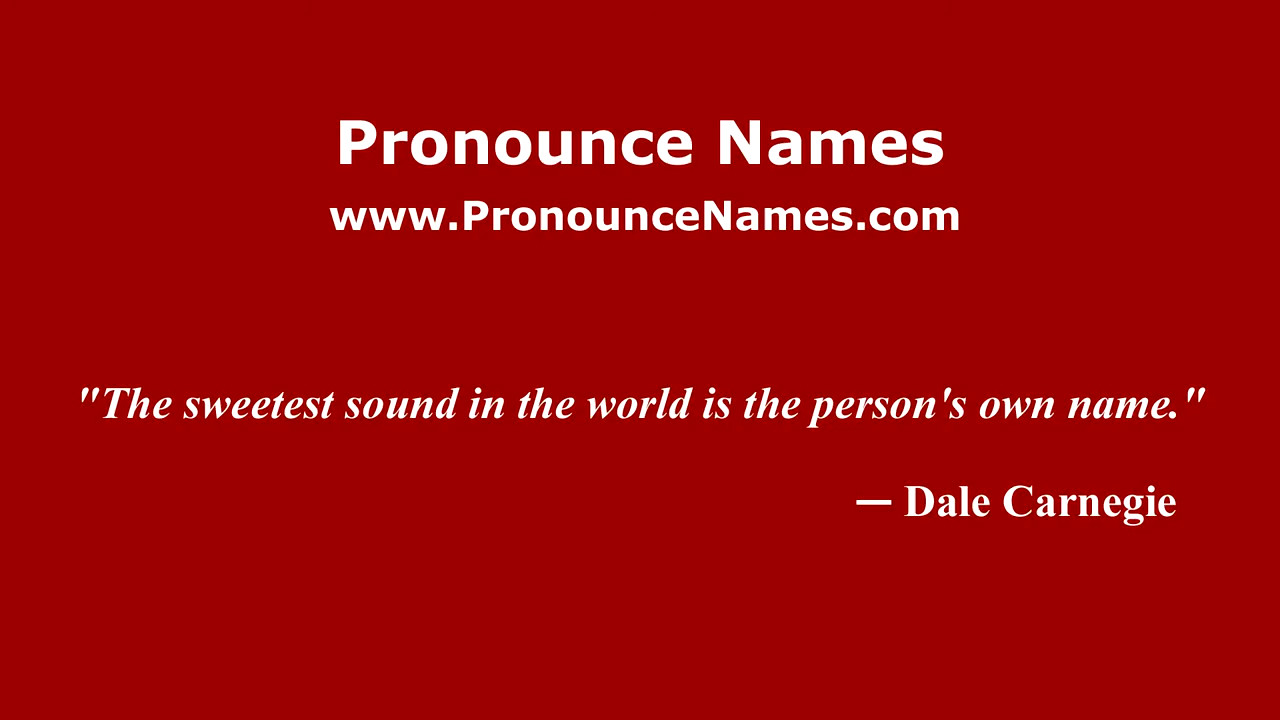 Pronounce Names
www.PronounceNames.com
"The sweetest sound in the world is the person's own name."
— Dale Carnegie